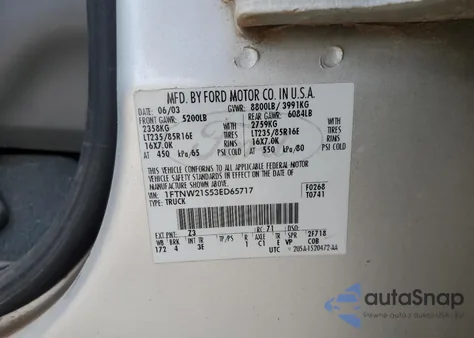 MFD. BY FORD MOTOR CO. IN U.S.A.
DATE: 06/03 GVWR: 8800LB/ 3991KG
FRONT GAWR: 5200LB REAR GAWR: 6084LB
2358KG 2759KG
LT235/85R16E TIRES LT235/85R16E TIRES
16X7.0K RIMS 16X7.0K RIMS
AT 450 kPa/65 PSI COLD AT 550 kPa/80 PSI COLD
THIS VEHICLE CONFORMS TO ALL APPLICABLE FEDERAL MOTOR
VEHICLE SAFETY STANDARDS IN EFFECT ON THE DATE OF
MANUFACTURE SHOWN ABOVE.
VIN: 1FTNW21S53ED65717 F0268
TYPE: TRUCK T0741
EXT PNT: Z3 RC: 71 DSO:
WB BRK INT TR TP/PS R AXLE TR SPR 2F718
172 4 3E 1 C1 E VP COB
UTC
autoSnap